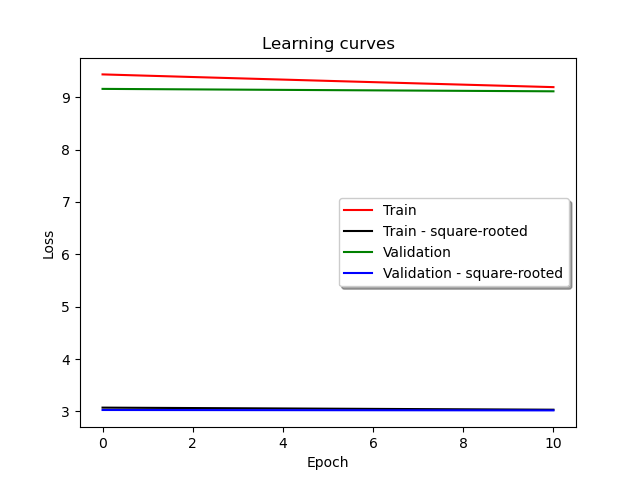 Learning curves
9
8
7
6
5
4
3
Loss
Train
Train - square-rooted
Validation
Validation - square-rooted
0 2 4 6 8 10
Epoch